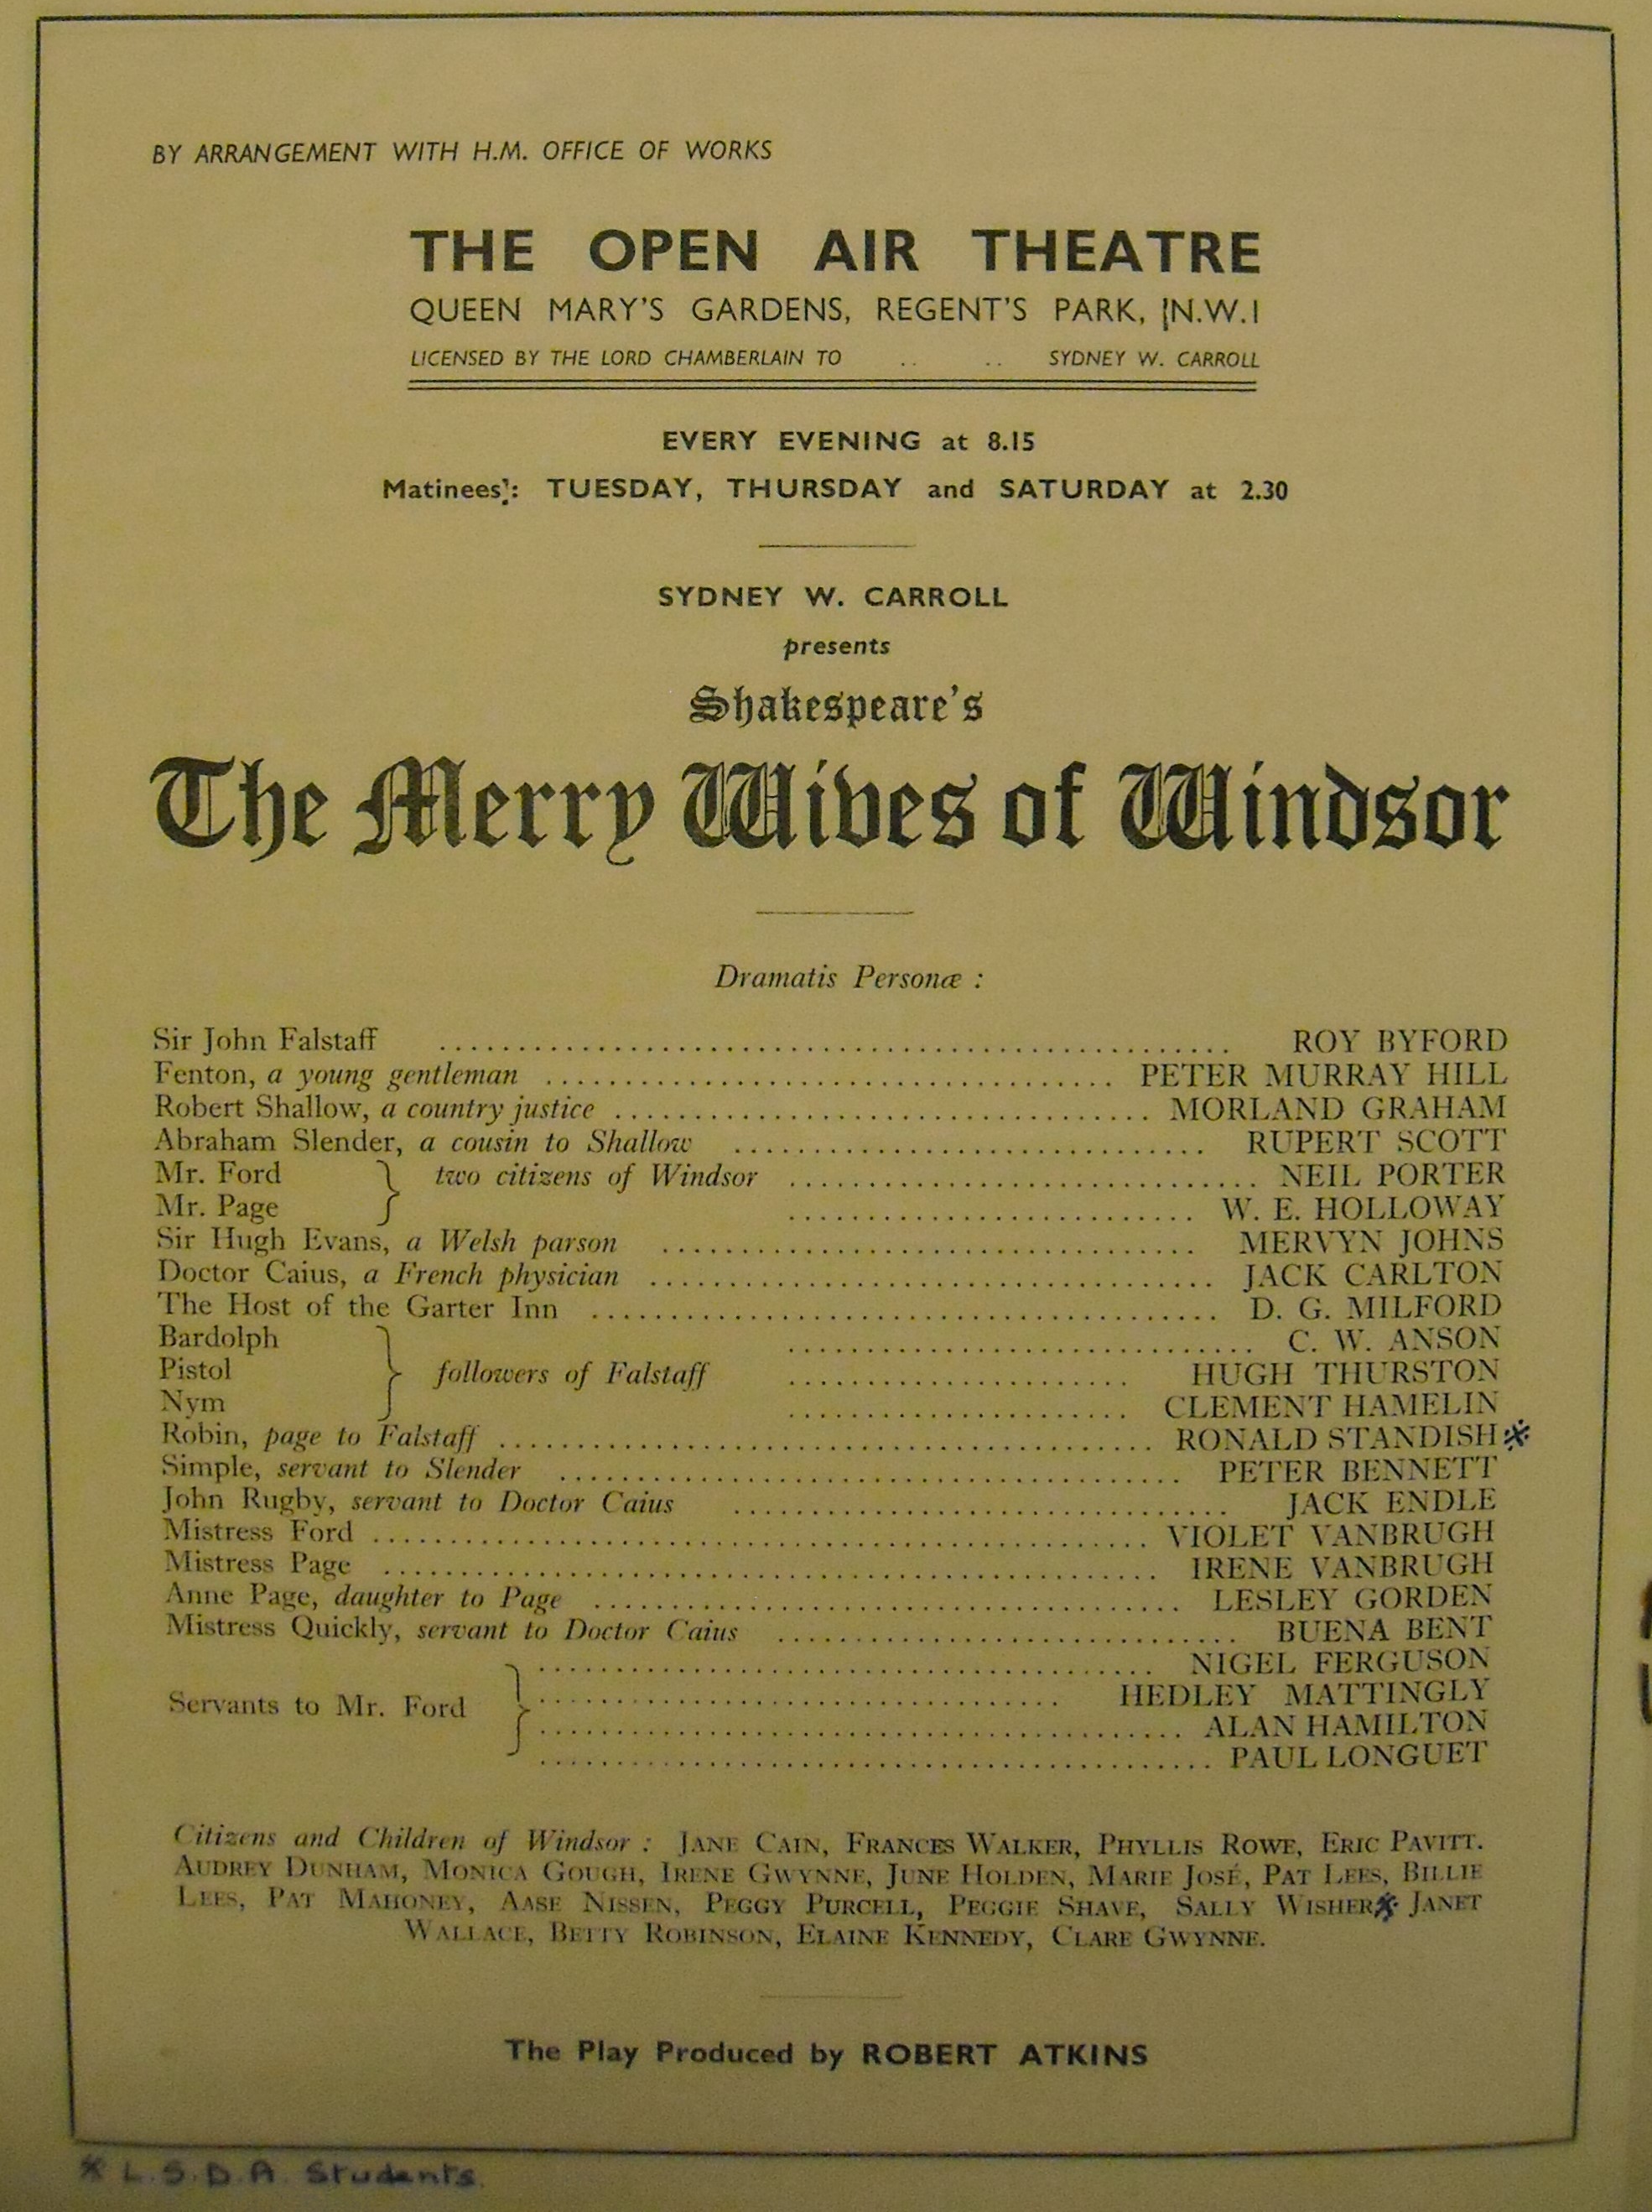 BY ARRANGEMENT WITH H.M. OFFICE OF WORKS
THE OPEN AIR THEATRE
QUEEN MARY'S GARDENS, REGENT'S PARK, N.W.1
LICENSED BY THE LORD CHAMBERLAIN TO .. .. SYDNEY W. CARROLL
EVERY EVENING at 8.15
Matinees: TUESDAY, THURSDAY and SATURDAY at 2.30
SYDNEY W. CARROLL
presents
Shakespeare's
The Merry Wives of Windsor
Dramatis Personæ :
Sir John Falstaff ........ ROY BYFORD
Fenton, a young gentleman ........ PETER MURRAY HILL
Robert Shallow, a country justice ........ MORLAND GRAHAM
Abraham Slender, a cousin to Shallow ........ RUPERT SCOTT
Mr. Ford } two citizens of Windsor ........ NEIL PORTER
Mr. Page ........ W. E. HOLLOWAY
Sir Hugh Evans, a Welsh parson ........ MERVYN JOHNS
Doctor Caius, a French physician ........ JACK CARLTON
The Host of the Garter Inn ........ D. G. MILFORD
Bardolph ........ C. W. ANSON
Pistol } followers of Falstaff ........ HUGH THURSTON
Nym ........ CLEMENT HAMELIN
Robin, page to Falstaff ........ RONALD STANDISH※
Simple, servant to Slender ........ PETER BENNETT
John Rugby, servant to Doctor Caius ........ JACK ENDLE
Mistress Ford ........ VIOLET VANBRUGH
Mistress Page ........ IRENE VANBRUGH
Anne Page, daughter to Page ........ LESLEY GORDEN
Mistress Quickly, servant to Doctor Caius ........ BUENA BENT
........ NIGEL FERGUSON
Servants to Mr. Ford } ........ HEDLEY MATTINGLY
........ ALAN HAMILTON
........ PAUL LONGUET
Citizens and Children of Windsor : JANE CAIN, FRANCES WALKER, PHYLLIS ROWE, ERIC PAVITT.
AUDREY DUNHAM, MONICA GOUGH, IRENE GWYNNE, JUNE HOLDEN, MARIE JOSÉ, PAT LEES, BILLIE
LEES, PAT MAHONEY, AASE NISSEN, PEGGY PURCELL, PEGGIE SHAVE, SALLY WISHER※ JANET
WALLACE, BETTY ROBINSON, ELAINE KENNEDY, CLARE GWYNNE.
The Play Produced by ROBERT ATKINS
※ L.S.D.A. Students.